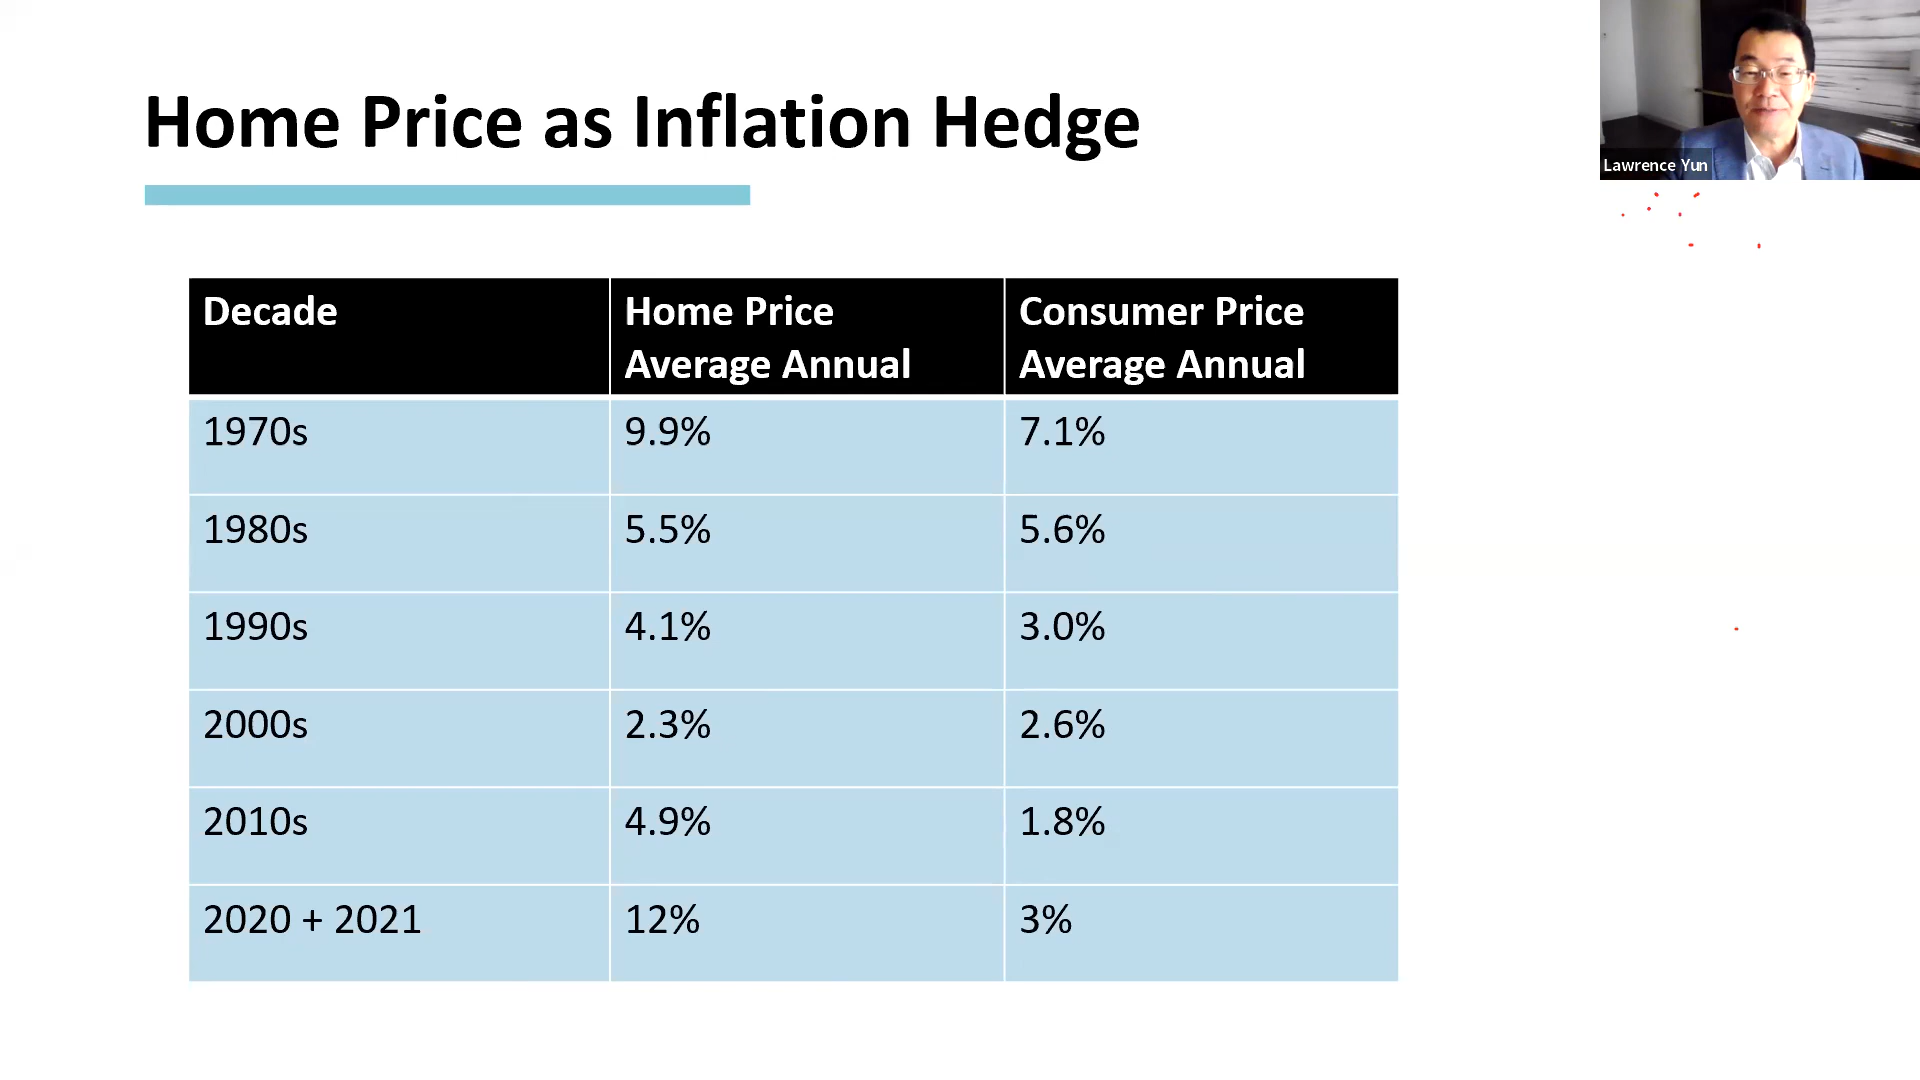 Home Price as Inflation Hedge
Lawrence Yun
Decade Home Price Consumer Price
Average Annual Average Annual
1970s 9.9% 7.1%
1980s 5.5% 5.6%
1990s 4.1% 3.0%
2000s 2.3% 2.6%
2010s 4.9% 1.8%
2020 + 2021 12% 3%